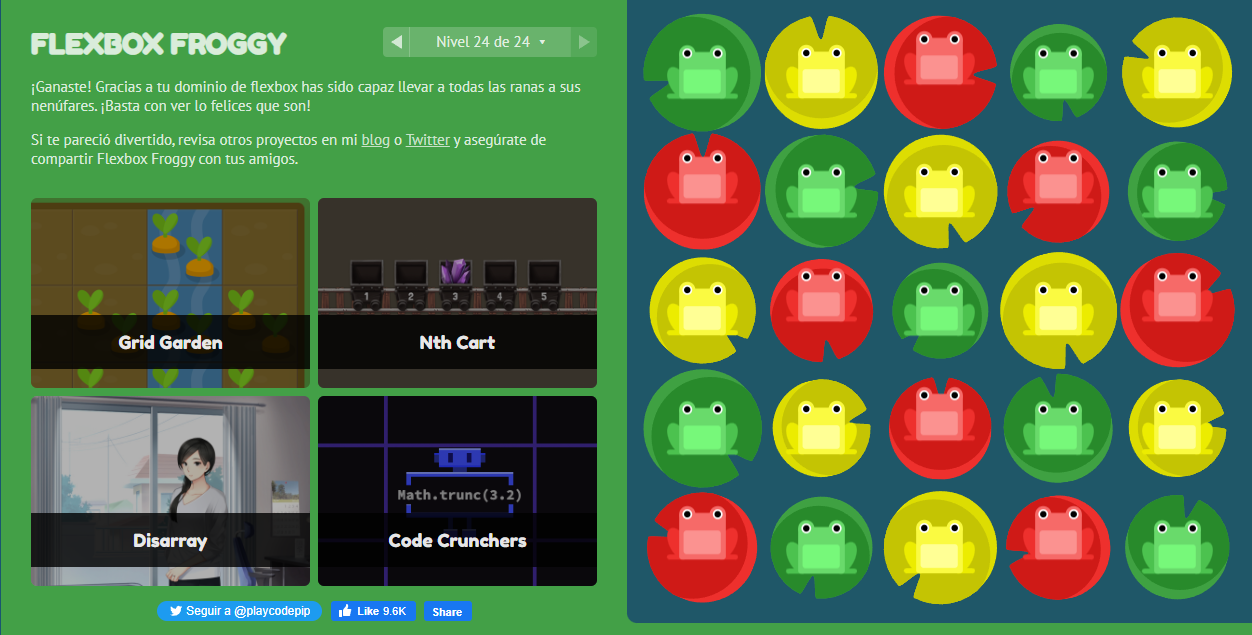 FLEXBOX FROGGY
Nivel 24 de 24
¡Ganaste! Gracias a tu dominio de flexbox has sido capaz llevar a todas las ranas a sus
nenúfares. ¡Basta con ver lo felices que son!
Si te pareció divertido, revisa otros proyectos en mi blog o Twitter y asegúrate de
compartir Flexbox Froggy con tus amigos.
Grid Garden
1 2 3 4 5
Nth Cart
Disarray
Math.trunc(3.2)
Code Crunchers
Seguir a @playcodepip
Like 9.6K
Share